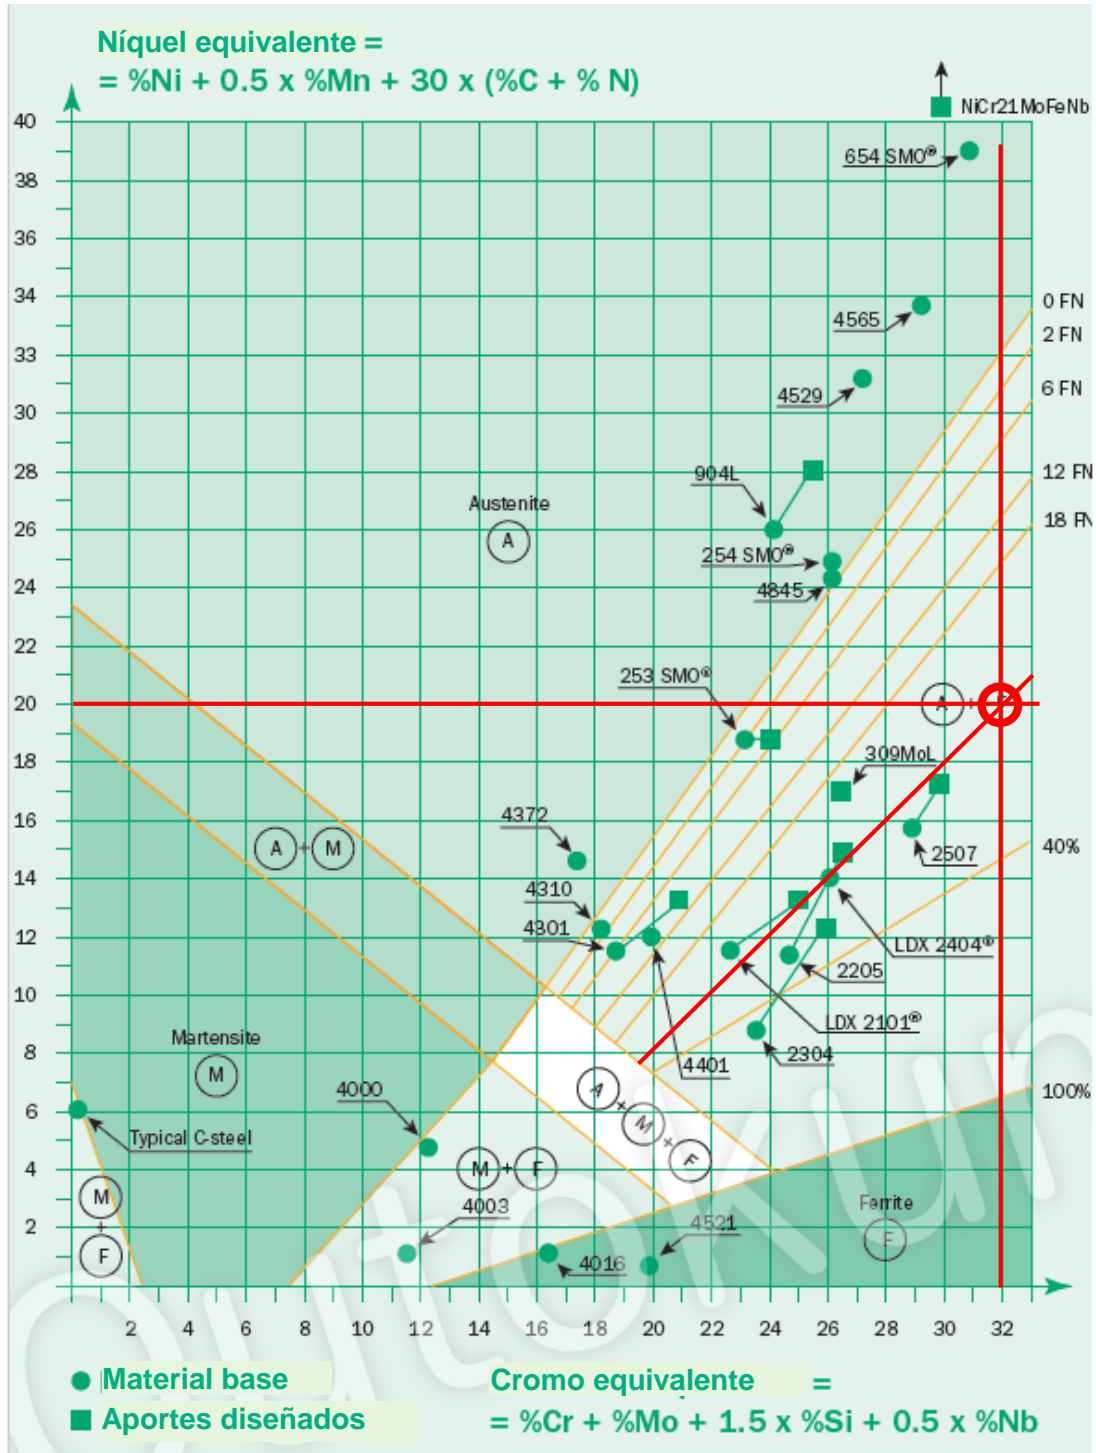 Níquel equivalente =
= %Ni + 0.5 x %Mn + 30 x (%C + % N)
NiCr21MoFeNb
40
654 SMO®
38
36
34
0 FN
4565
2 FN
33
6 FN
4529
30
28
904L
12 FN
Austenite
18 FN
26
A
254 SMO®
24
4845
22
253 SMO®
20
A +
18
309MoL
4372
16
A + M
2507
40%
14
4310
4301
12
LDX 2404®
2205
10
LDX 2101®
Martensite
2304
8
4401
M
A + M + F
4000
100%
6
Typical C-steel
M + F
4
M + F
Ferrite
4003
F
2
4521
4016
2 4 6 8 10 12 14 16 18 20 22 24 26 28 30 32
Material base
Aportes diseñados
Cromo equivalente =
= %Cr + %Mo + 1.5 x %Si + 0.5 x %Nb
outokum